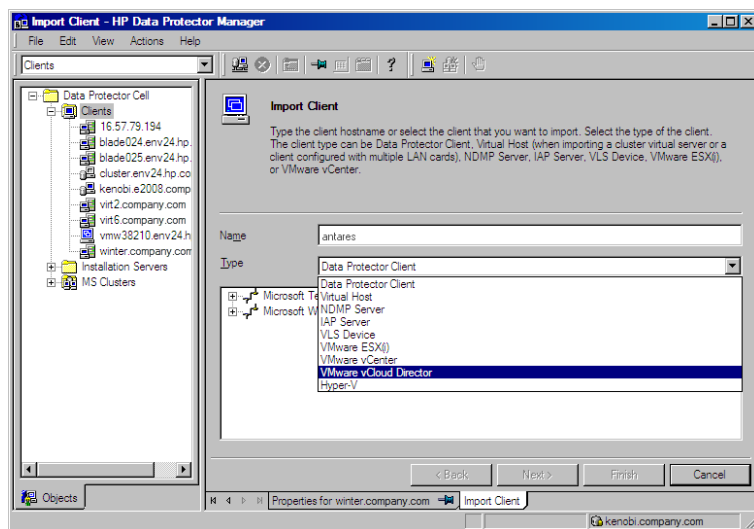 Import Client - HP Data Protector Manager
File Edit View Actions Help
Clients
Data Protector Cell
Clients
16.57.79.194
blade024.env24.hp.
blade025.env24.hp.
cluster.env24.hp.co
kenobi.e2008.comp
virt2.company.com
virt6.company.com
vmw38210.env24.h
winter.company.com
Installation Servers
MS Clusters
Objects
Import Client
Type the client hostname or select the client that you want to import. Select the type of the client.
The client type can be Data Protector Client, Virtual Host (when importing a cluster virtual server or a
client configured with multiple LAN cards), NDMP Server, IAP Server, VLS Device, VMware ESX(i),
or VMware vCenter.
Name antares
Type Data Protector Client
Data Protector Client
Microsoft Te Virtual Host
NDMP Server
Microsoft W IAP Server
VLS Device
VMware ESX(i)
VMware vCenter
VMware vCloud Director
Hyper-V
< Back Next > Finish Cancel
Properties for winter.company.com Import Client
kenobi.company.com